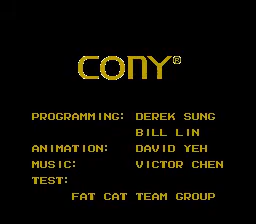 CONY®
PROGRAMMING: DEREK SUNG
BILL LIN
ANIMATION: DAVID YEH
MUSIC: VICTOR CHEN
TEST:
FAT CAT TEAM GROUP